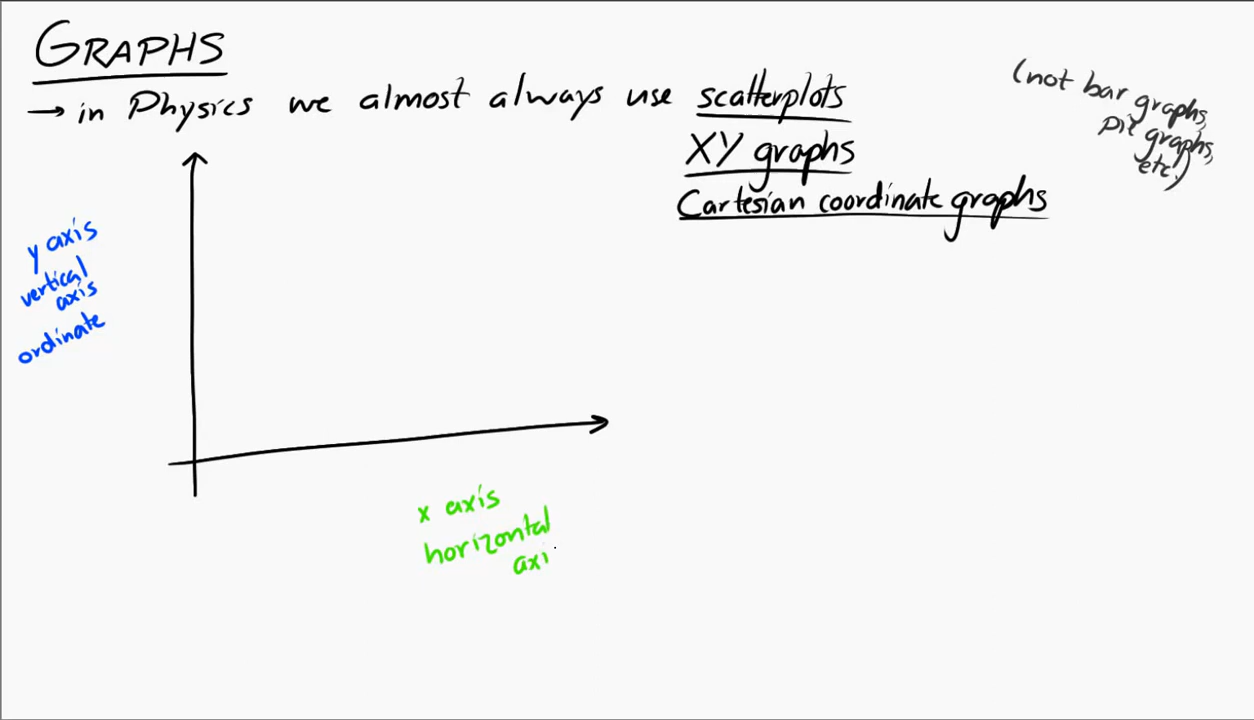 GRAPHS
→ in Physics we almost always use scatterplots
XY graphs
Cartesian coordinate graphs
(not bar graphs,
pie graphs,
etc.)
y axis
vertical
axis
ordinate
x axis
horizontal
axi